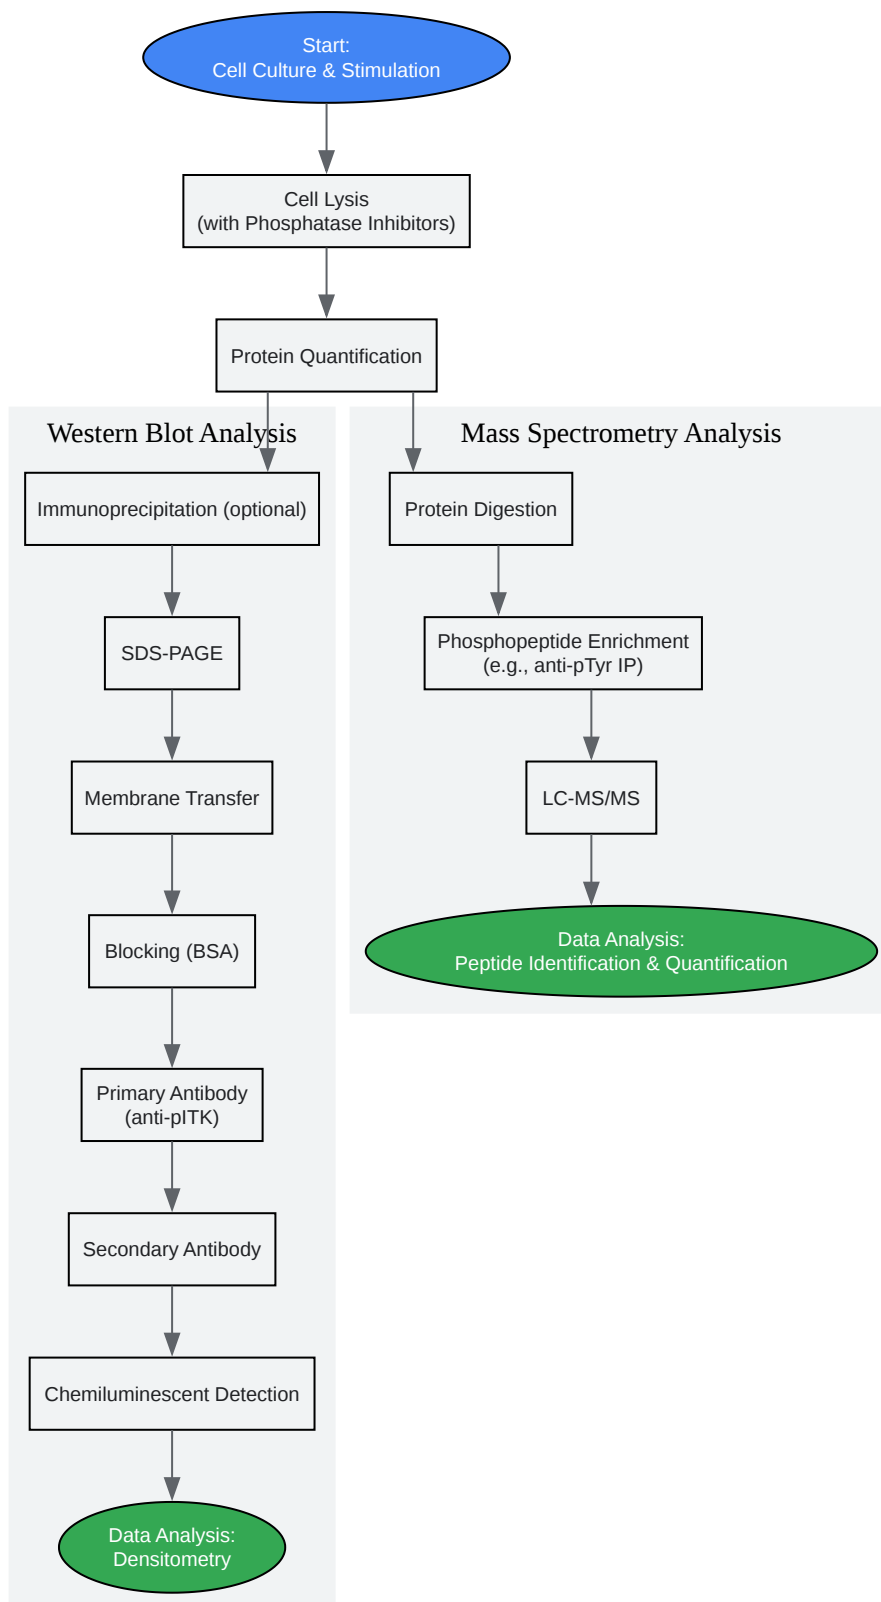 Start:
Cell Culture & Stimulation
Cell Lysis
(with Phosphatase Inhibitors)
Protein Quantification
Western Blot Analysis
Immunoprecipitation (optional)
SDS-PAGE
Membrane Transfer
Blocking (BSA)
Primary Antibody
(anti-pITK)
Secondary Antibody
Chemiluminescent Detection
Data Analysis:
Densitometry
Mass Spectrometry Analysis
Protein Digestion
Phosphopeptide Enrichment
(e.g., anti-pTyr IP)
LC-MS/MS
Data Analysis:
Peptide Identification & Quantification